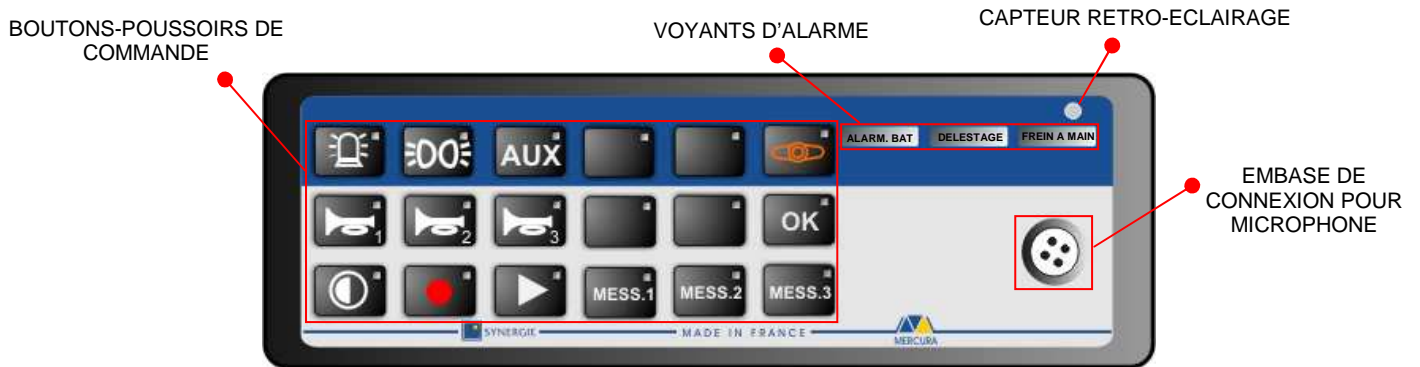 BOUTONS-POUSSOIRS DE
COMMANDE
VOYANTS D'ALARME
CAPTEUR RETRO-ECLAIRAGE
AUX
ALARM. BAT
DELESTAGE
FREIN A MAIN
1
2
3
OK
EMBASE DE
CONNEXION POUR
MICROPHONE
MESS.1
MESS.2
MESS.3
SYNERGIE
MADE IN FRANCE
MERCURA